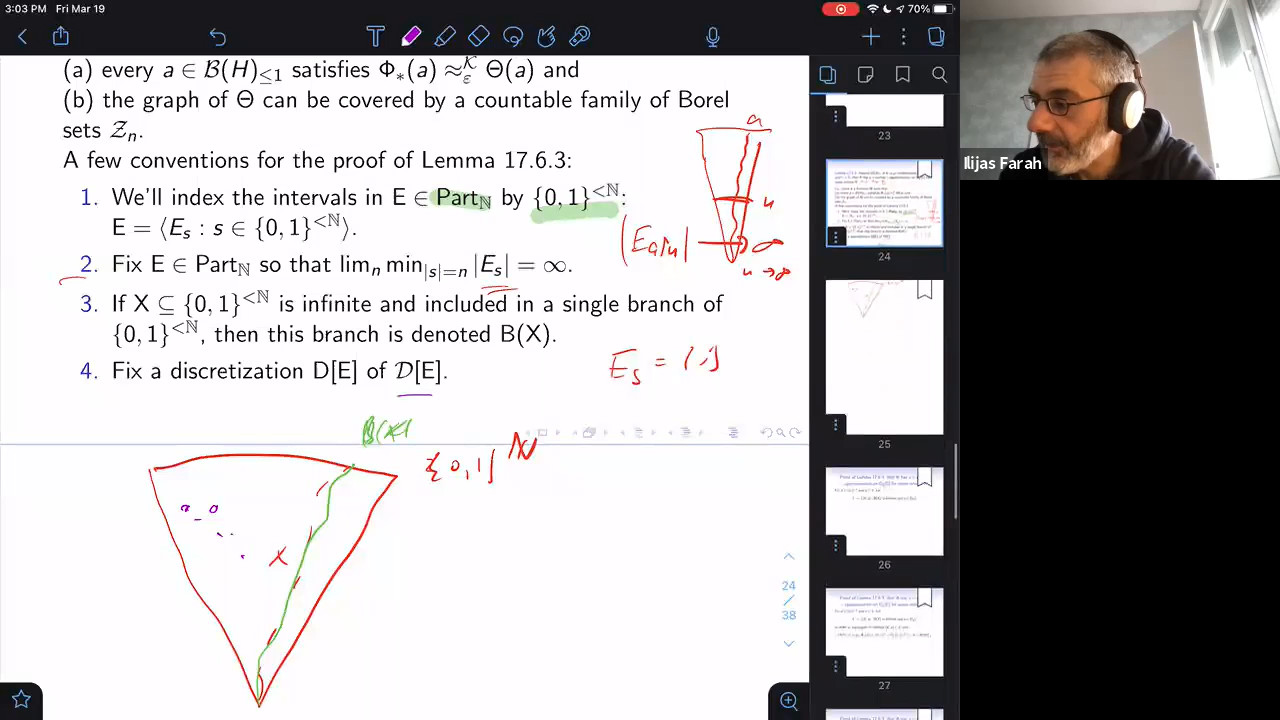 3:03 PM Fri Mar 19
70%
(a) every a ∈ B(H)≤1 satisfies Φ∗(a) ≈ε^K Θ(a) and
(b) the graph of Θ can be covered by a countable family of Borel
sets Zn.
A few conventions for the proof of Lemma 17.6.3:
1. We index the intervals in E ∈ Partℕ by {0, 1}^<ℕ:
E = ⟨Es : s ∈ {0, 1}^<ℕ⟩.
2. Fix E ∈ Partℕ so that limn min|s|=n |Es| = ∞.
3. If X ⊆ {0, 1}^<ℕ is infinite and included in a single branch of
{0, 1}^<ℕ, then this branch is denoted B(X).
4. Fix a discretization D[E] of 𝒟[E].
a
n
|Ea|n| → ∞
n → ∞
Es =
B(X)
{0, 1}^N
X
24
/
38
Ilijas Farah
23
24
25
26
27